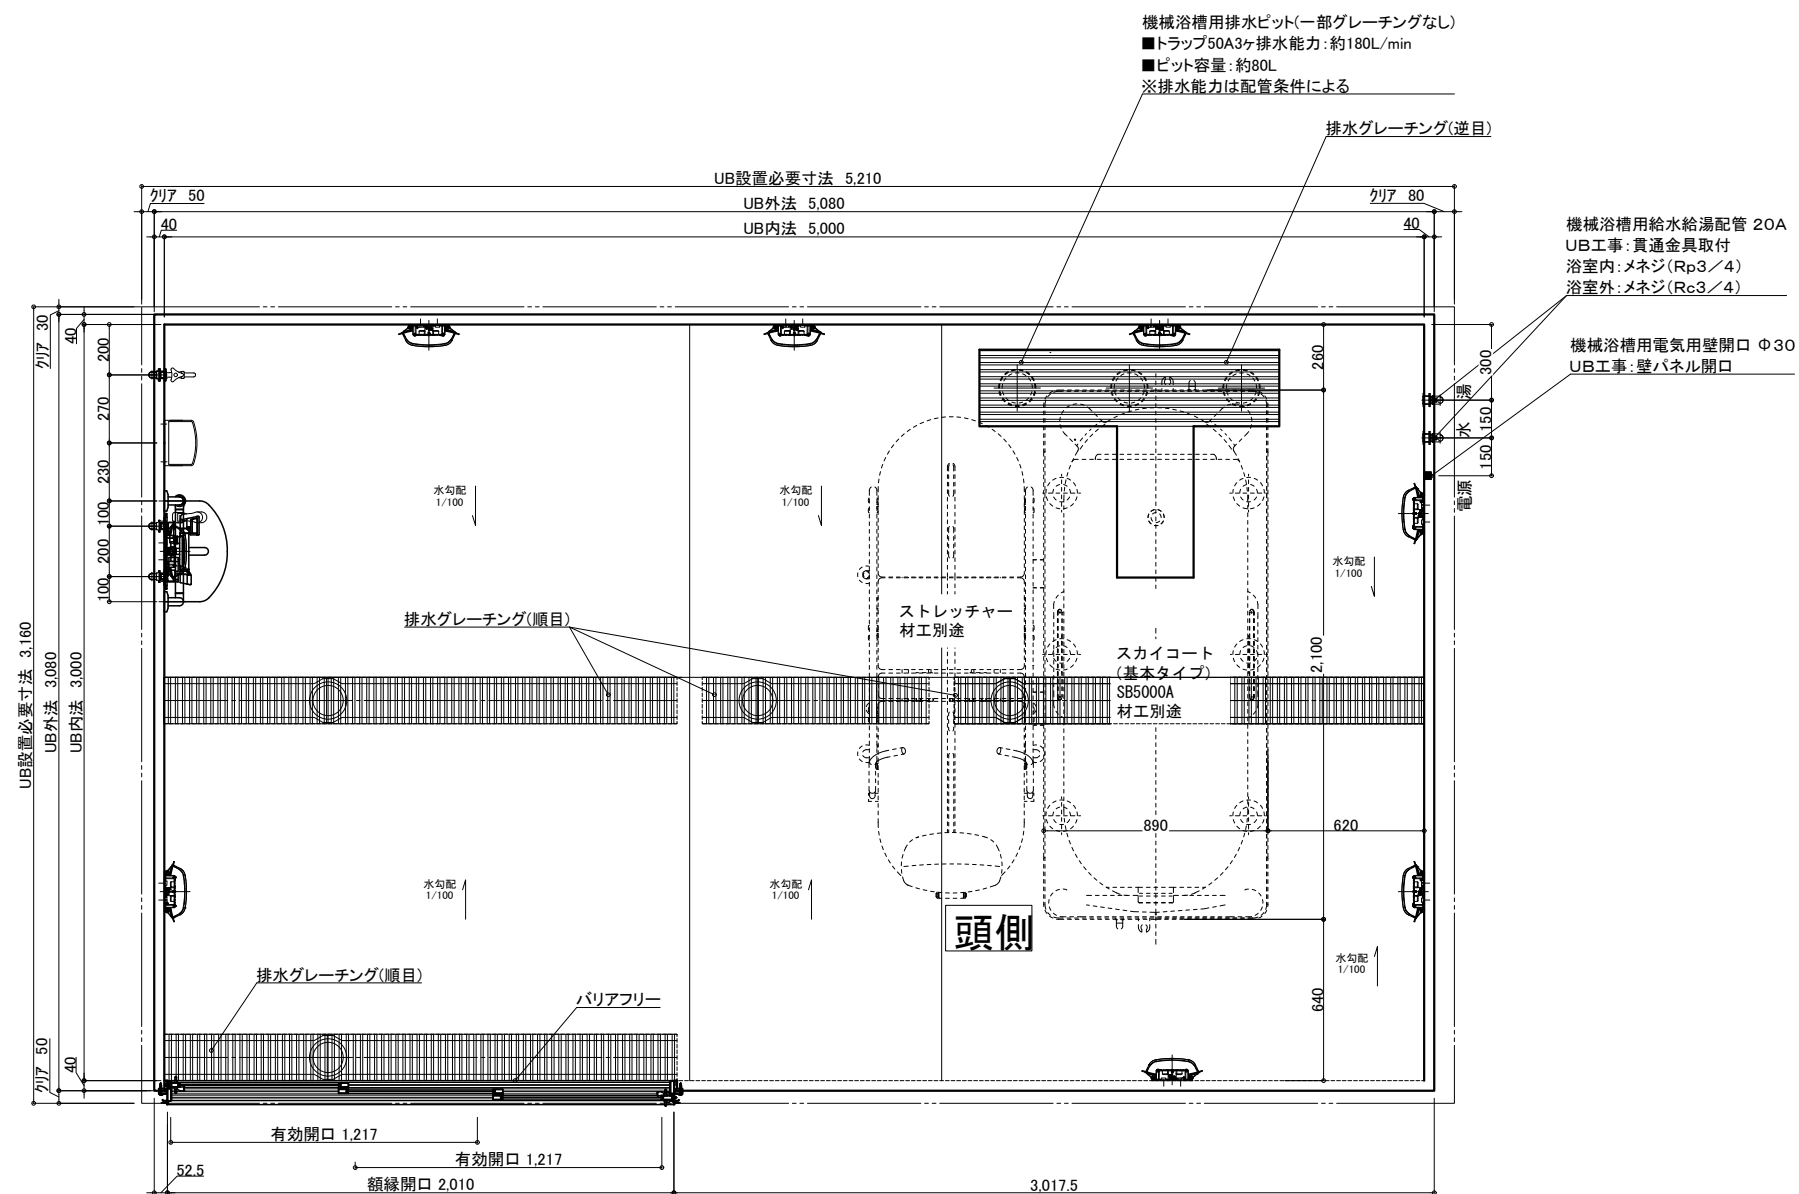 機械浴槽用排水ピット(一部グレーチングなし)
■トラップ50A3ヶ排水能力:約180L/min
■ピット容量:約80L
※排水能力は配管条件による
排水グレーチング(逆目)
UB設置必要寸法 5,210
クリア 50
UB外法 5,080
クリア 80
40
UB内法 5,000
40
機械浴槽用給水給湯配管 20A
UB工事:貫通金具取付
浴室内:メネジ(Rp3/4)
浴室外:メネジ(Rc3/4)
機械浴槽用電気用壁開口 Φ30
UB工事:壁パネル開口
クリア 30
40
200
270
230
100
200
100
260
300
湯
150
水
150
電源
水勾配
1/100
水勾配
1/100
水勾配
1/100
排水グレーチング(順目)
ストレッチャー
材工別途
スカイコート
(基本タイプ)
SB5000A
材工別途
2,100
UB設置必要寸法 3,160
UB外法 3,080
UB内法 3,000
890
620
水勾配
1/100
水勾配
1/100
頭側
水勾配
1/100
640
排水グレーチング(順目)
バリアフリー
クリア 50
40
有効開口 1,217
有効開口 1,217
52.5
額縁開口 2,010
3,017.5